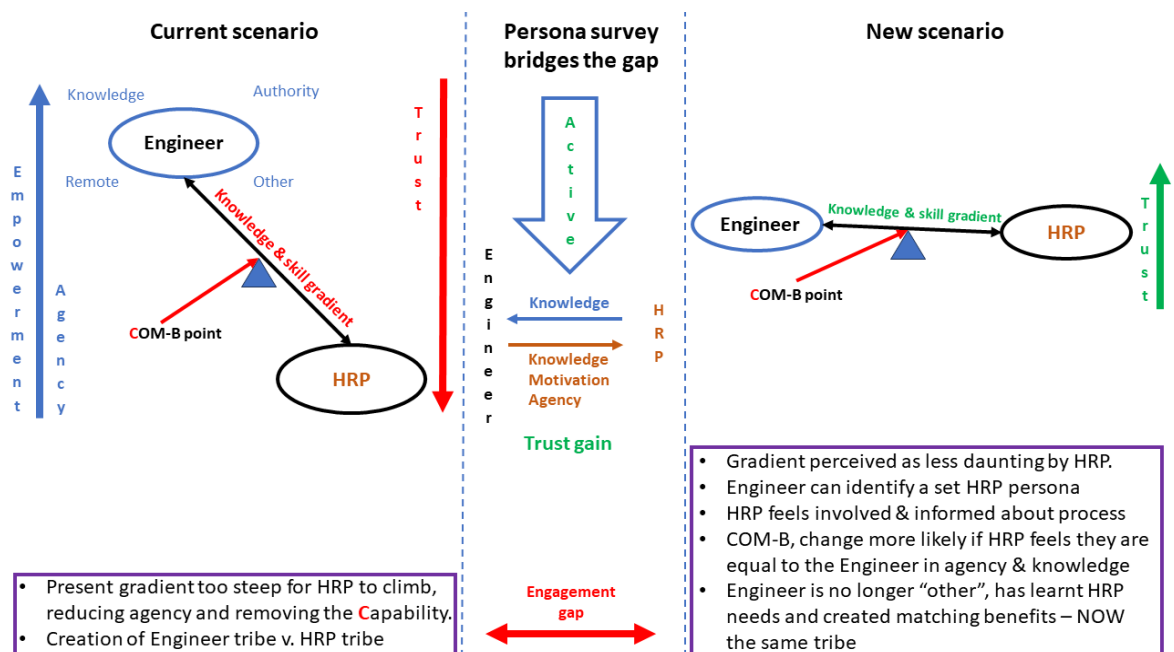 Current scenario
Knowledge
Authority
Engineer
Remote
Other
Empowerment
Agency
Trust
Knowledge & skill gradient
COM-B point
HRP
• Present gradient too steep for HRP to climb,
reducing agency and removing the Capability.
• Creation of Engineer tribe v. HRP tribe
Persona survey
bridges the gap
Active
Engineer
Knowledge
HRP
Knowledge
Motivation
Agency
Trust gain
Engagement
gap
New scenario
Engineer
Knowledge & skill gradient
HRP
COM-B point
Trust
• Gradient perceived as less daunting by HRP.
• Engineer can identify a set HRP persona
• HRP feels involved & informed about process
• COM-B, change more likely if HRP feels they are
equal to the Engineer in agency & knowledge
• Engineer is no longer “other”, has learnt HRP
needs and created matching benefits – NOW
the same tribe